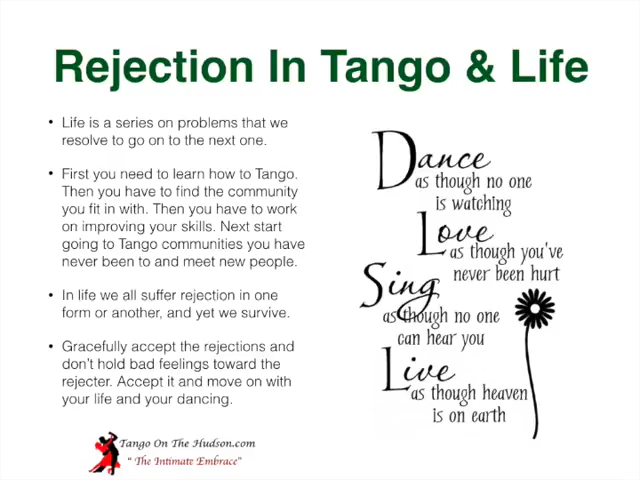 Rejection In Tango & Life
• Life is a series on problems that we
resolve to go on to the next one.
• First you need to learn how to Tango.
Then you have to find the community
you fit in with. Then you have to work
on improving your skills. Next start
going to Tango communities you have
never been to and meet new people.
• In life we all suffer rejection in one
form or another, and yet we survive.
• Gracefully accept the rejections and
don't hold bad feelings toward the
rejecter. Accept it and move on with
your life and your dancing.
Dance
as though no one
is watching
Love
as though you've
never been hurt
Sing
as though no one
can hear you
Live
as though heaven
is on earth
Tango On The Hudson.com
“ The Intimate Embrace”